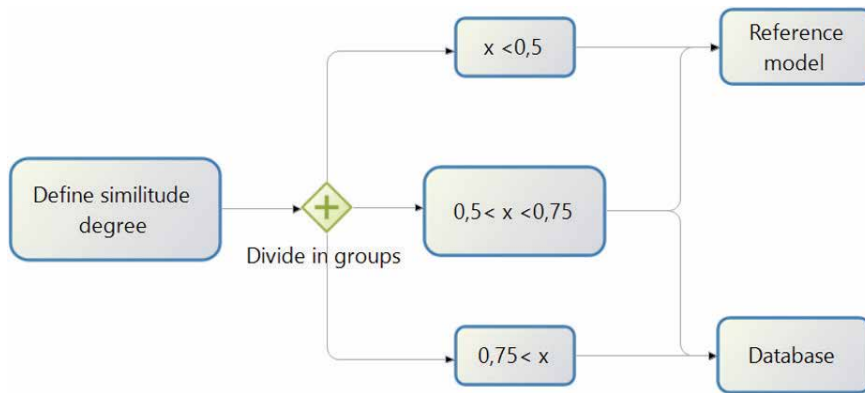 Define similitude
degree
Divide in groups
x <0,5
0,5< x <0,75
0,75< x
Reference
model
Database